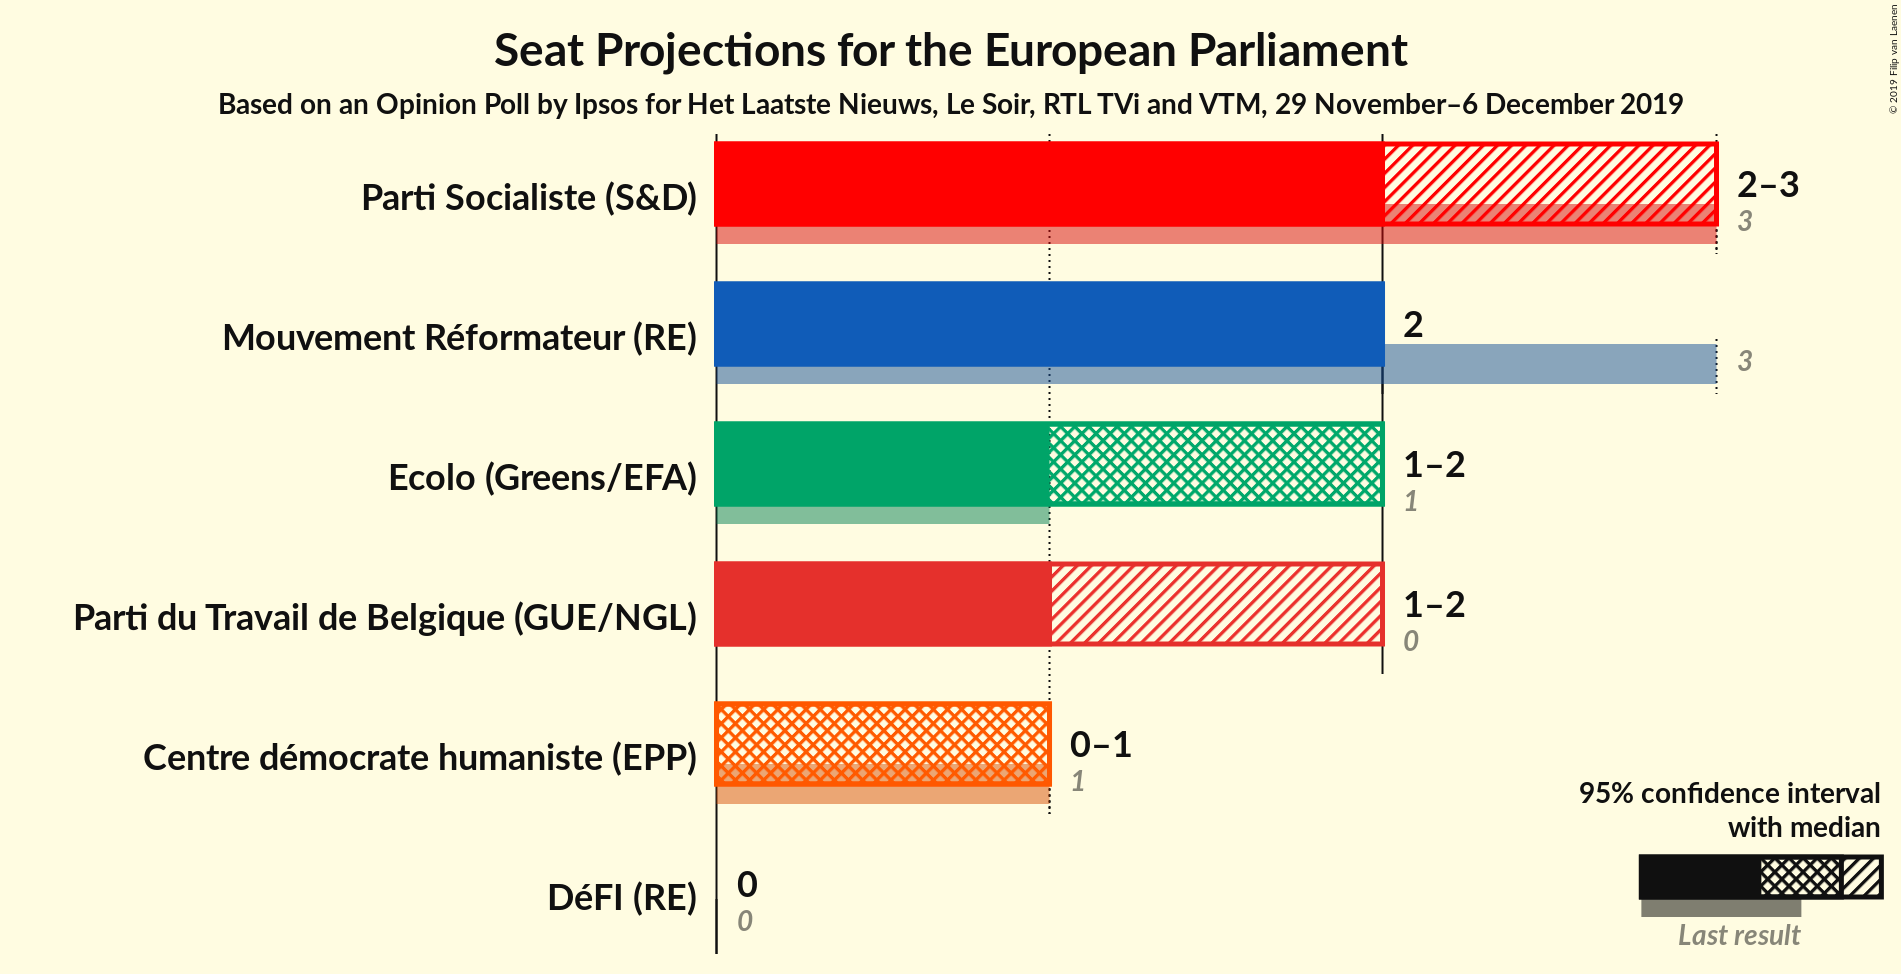 Seat Projections for the European Parliament
Based on an Opinion Poll by Ipsos for Het Laatste Nieuws, Le Soir, RTL TVi and VTM, 29 November–6 December 2019
© 2019 Filip van Laenen
Parti Socialiste (S&D)
2–3
3
Mouvement Réformateur (RE)
2
3
Ecolo (Greens/EFA)
1–2
1
Parti du Travail de Belgique (GUE/NGL)
1–2
0
Centre démocrate humaniste (EPP)
0–1
1
DéFI (RE)
0
0
95% confidence interval
with median
Last result